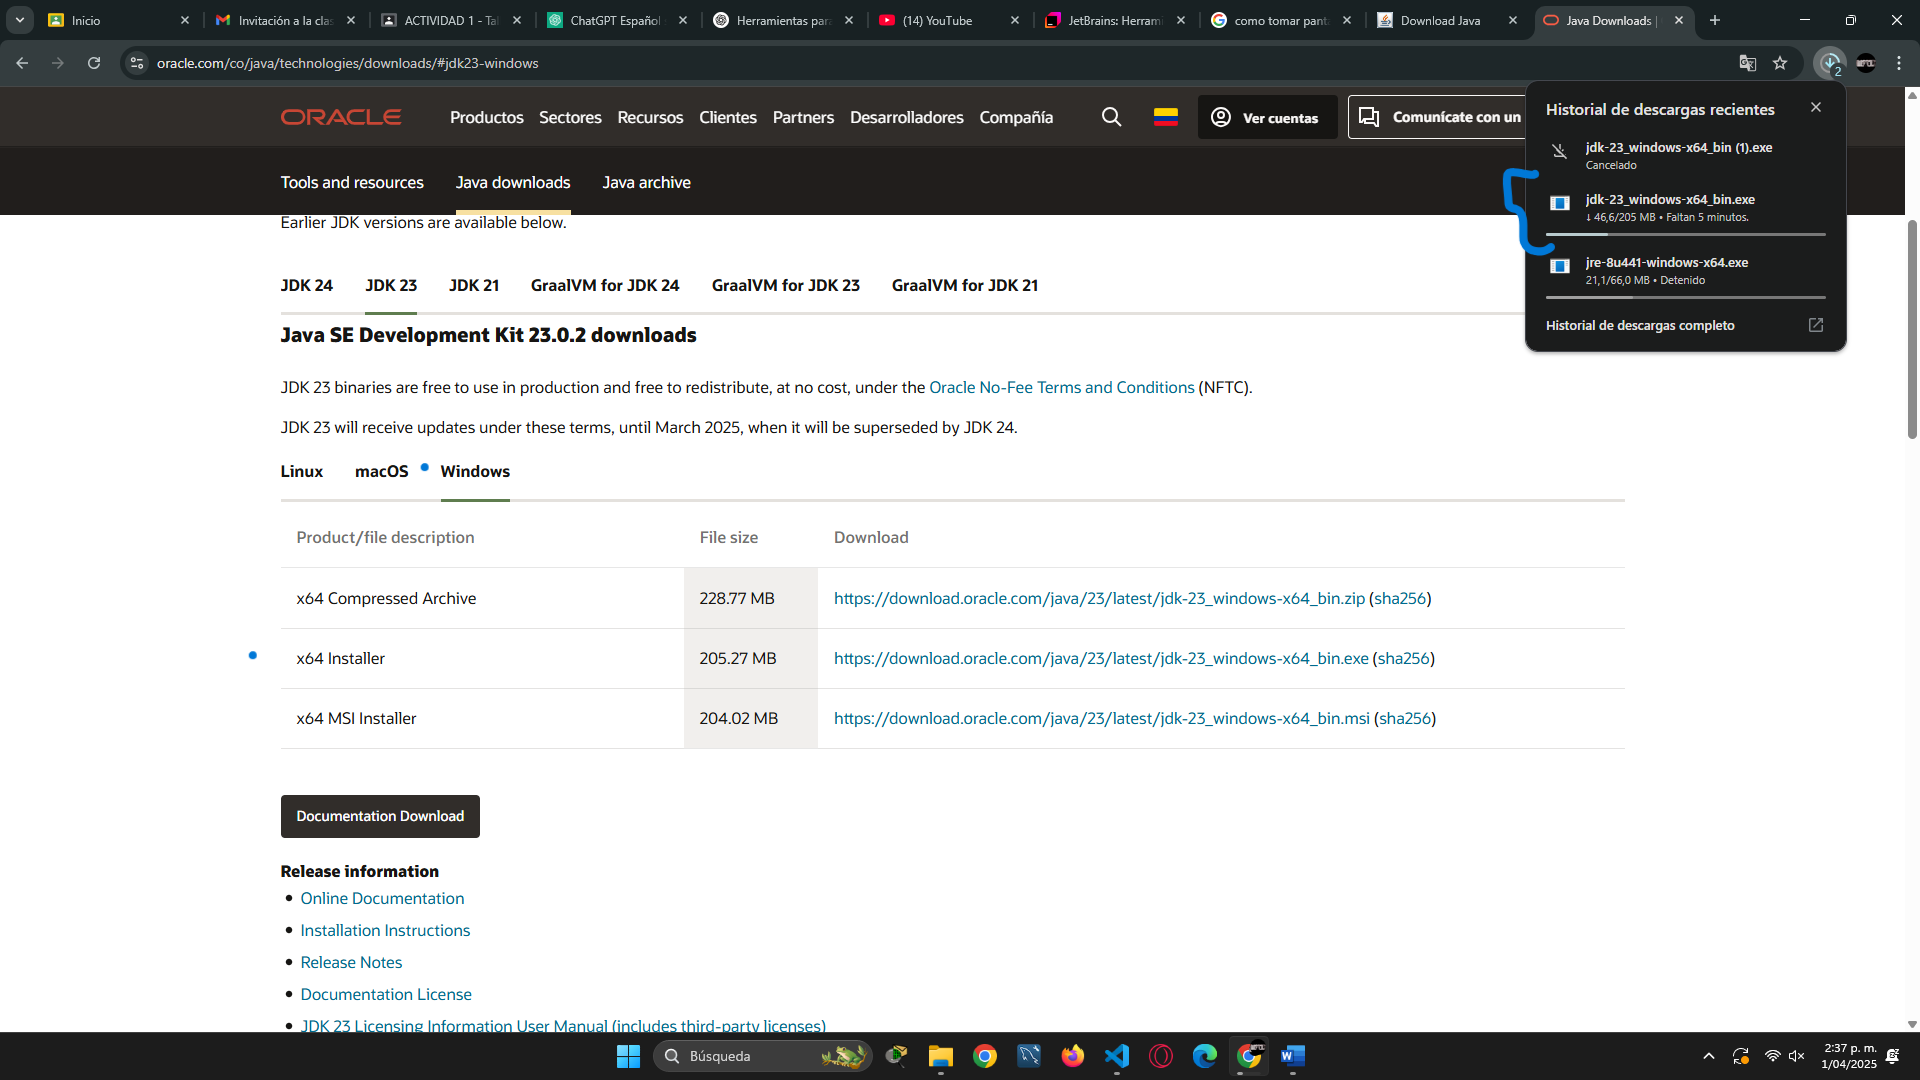 Inicio
Invitación a la clas
ACTIVIDAD 1 - Tal
ChatGPT Español
Herramientas para
(14) YouTube
JetBrains: Herrami
como tomar pant
Download Java
Java Downloads |
oracle.com/co/java/technologies/downloads/#jdk23-windows
2
ORACLE
Productos
Sectores
Recursos
Clientes
Partners
Desarrolladores
Compañía
Ver cuentas
Comunícate con un
Tools and resources
Java downloads
Java archive
Historial de descargas recientes
jdk-23_windows-x64_bin (1).exe
Cancelado
jdk-23_windows-x64_bin.exe
↓ 46,6/205 MB • Faltan 5 minutos.
jre-8u441-windows-x64.exe
21,1/66,0 MB • Detenido
Historial de descargas completo
Earlier JDK versions are available below.
JDK 24
JDK 23
JDK 21
GraalVM for JDK 24
GraalVM for JDK 23
GraalVM for JDK 21
Java SE Development Kit 23.0.2 downloads
JDK 23 binaries are free to use in production and free to redistribute, at no cost, under the Oracle No-Fee Terms and Conditions (NFTC).
JDK 23 will receive updates under these terms, until March 2025, when it will be superseded by JDK 24.
Linux
macOS
Windows
Product/file description
File size
Download
x64 Compressed Archive
228.77 MB
https://download.oracle.com/java/23/latest/jdk-23_windows-x64_bin.zip (sha256)
x64 Installer
205.27 MB
https://download.oracle.com/java/23/latest/jdk-23_windows-x64_bin.exe (sha256)
x64 MSI Installer
204.02 MB
https://download.oracle.com/java/23/latest/jdk-23_windows-x64_bin.msi (sha256)
Documentation Download
Release information
• Online Documentation
• Installation Instructions
• Release Notes
• Documentation License
• JDK 23 Licensing Information User Manual (includes third-party licenses)
Búsqueda
2:37 p. m.
1/04/2025